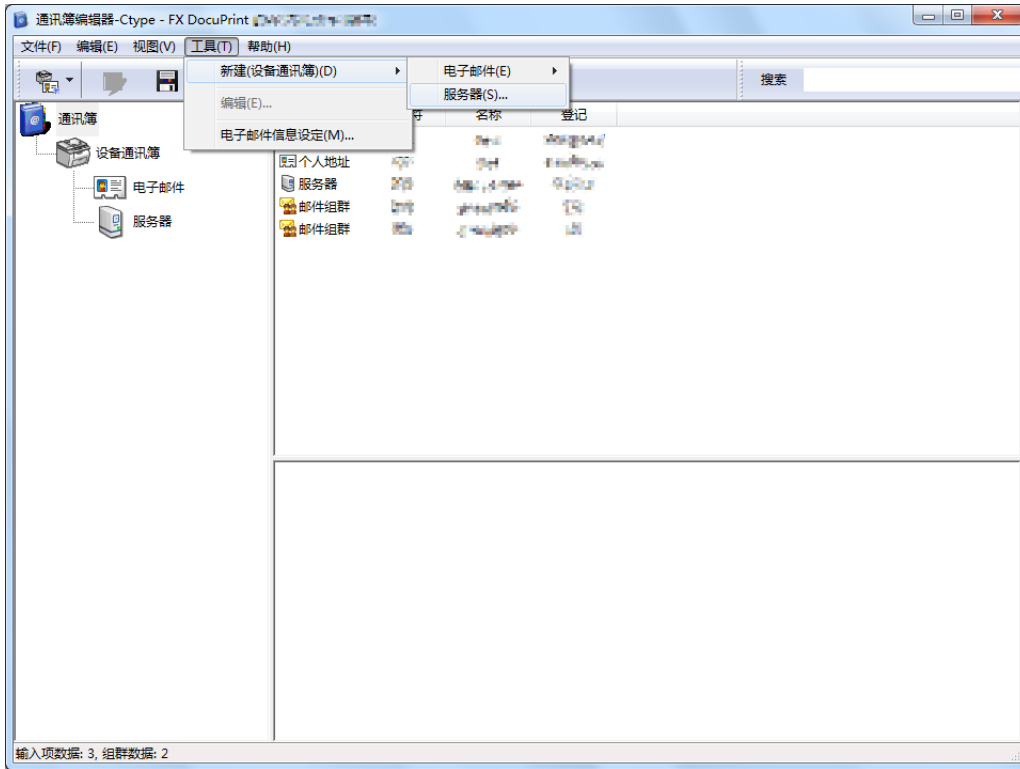 通讯簿编辑器-Ctype - FX DocuPrint
文件(F) 编辑(E) 视图(V) 工具(T) 帮助(H)
新建(设备通讯簿)(D)
编辑(E)...
电子邮件信息设定(M)...
电子邮件(E)
服务器(S)...
搜索
通讯簿
设备通讯簿
电子邮件
服务器
名称 登记
个人地址
服务器
邮件组群
邮件组群
输入项数据: 3, 组群数据: 2